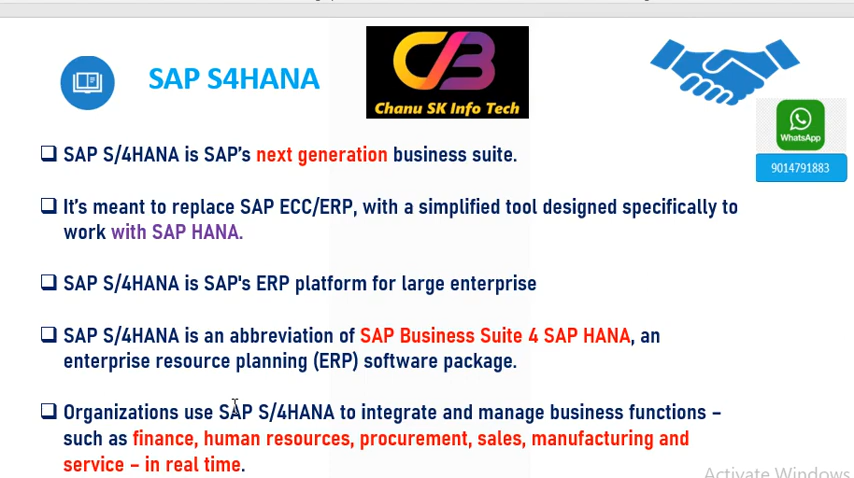 SAP S4HANA
CB
Chanu SK Info Tech
WhatsApp
9014791883
SAP S/4HANA is SAP’s next generation business suite.
It’s meant to replace SAP ECC/ERP, with a simplified tool designed specifically to
work with SAP HANA.
SAP S/4HANA is SAP's ERP platform for large enterprise
SAP S/4HANA is an abbreviation of SAP Business Suite 4 SAP HANA, an
enterprise resource planning (ERP) software package.
Organizations use SAP S/4HANA to integrate and manage business functions –
such as finance, human resources, procurement, sales, manufacturing and
service – in real time.
Activate Windows